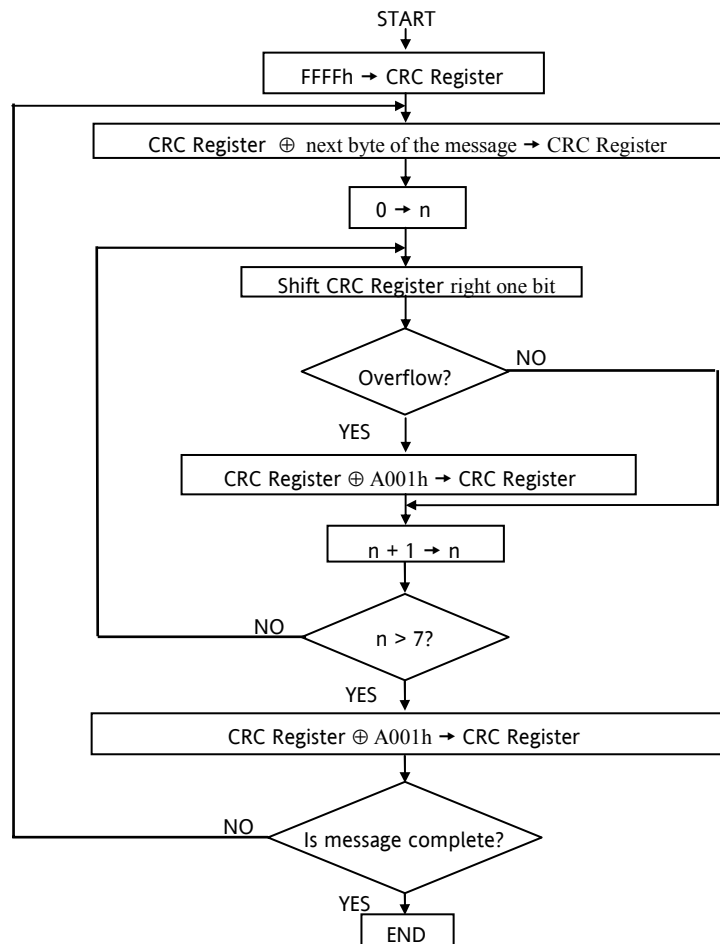 START
FFFFh → CRC Register
CRC Register ⊕ next byte of the message → CRC Register
0 → n
Shift CRC Register right one bit
Overflow?
NO
YES
CRC Register ⊕ A001h → CRC Register
n + 1 → n
n > 7?
NO
YES
CRC Register ⊕ A001h → CRC Register
Is message complete?
NO
YES
END